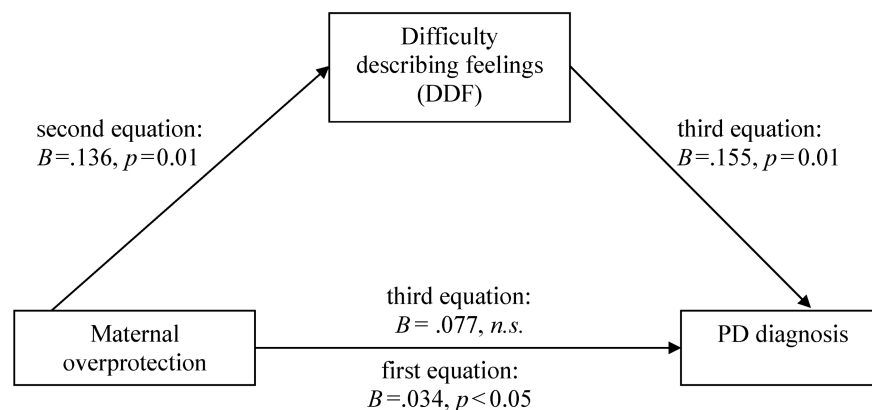 Difficulty
describing feelings
(DDF)
second equation:
B=.136, p=0.01
third equation:
B=.155, p=0.01
Maternal
overprotection
third equation:
B= .077, n.s.
first equation:
B=.034, p<0.05
PD diagnosis